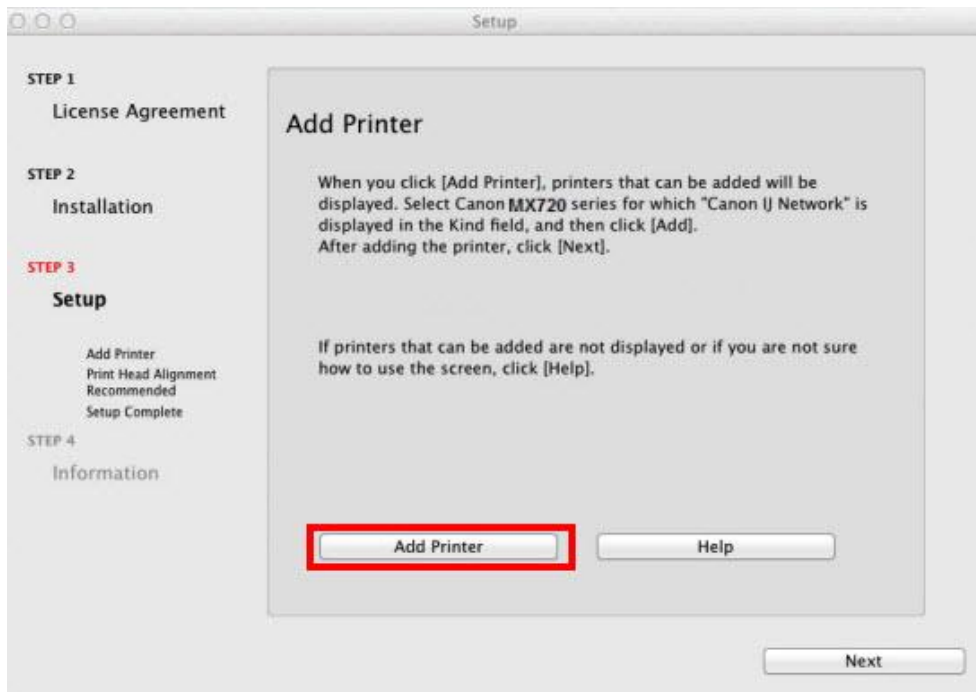 Setup
STEP 1
License Agreement
STEP 2
Installation
STEP 3
Setup
Add Printer
Print Head Alignment
Recommended
Setup Complete
STEP 4
Information
Add Printer
When you click [Add Printer], printers that can be added will be
displayed. Select Canon MX720 series for which "Canon IJ Network" is
displayed in the Kind field, and then click [Add].
After adding the printer, click [Next].
If printers that can be added are not displayed or if you are not sure
how to use the screen, click [Help].
Add Printer
Help
Next